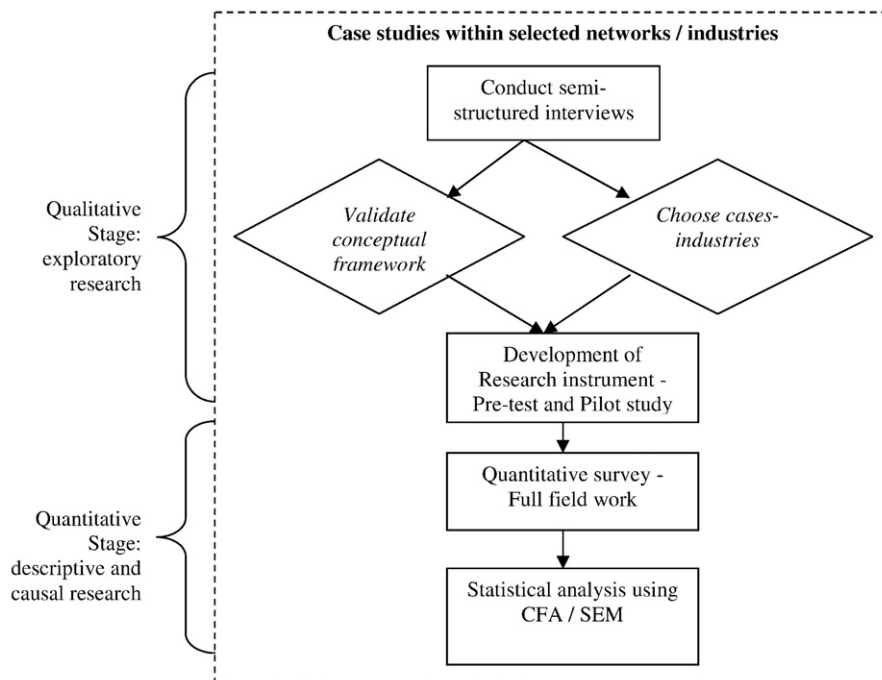 Case studies within selected networks / industries
Conduct semi-
structured interviews
Qualitative
Stage:
exploratory
research
Validate
conceptual
framework
Choose cases-
industries
Development of
Research instrument -
Pre-test and Pilot study
Quantitative
Stage:
descriptive and
causal research
Quantitative survey -
Full field work
Statistical analysis using
CFA / SEM